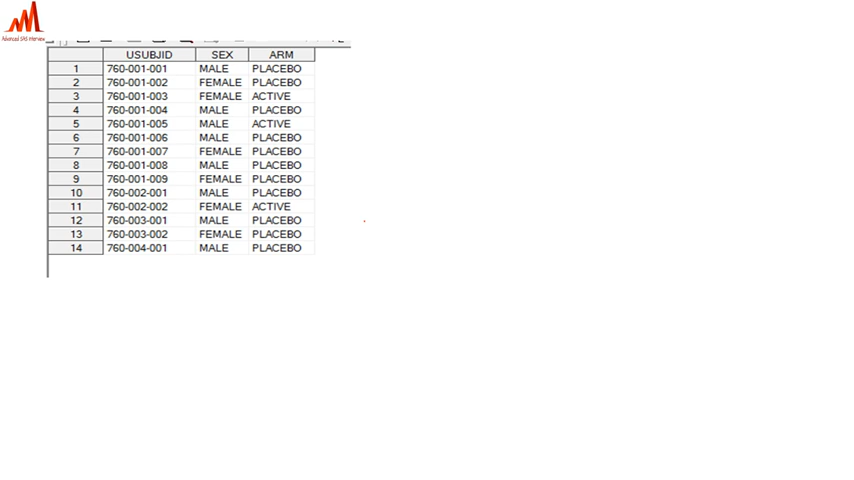 Advanced SAS Interview
USUBJID SEX ARM
1 760-001-001 MALE PLACEBO
2 760-001-002 FEMALE PLACEBO
3 760-001-003 FEMALE ACTIVE
4 760-001-004 MALE PLACEBO
5 760-001-005 MALE ACTIVE
6 760-001-006 MALE PLACEBO
7 760-001-007 FEMALE PLACEBO
8 760-001-008 MALE PLACEBO
9 760-001-009 FEMALE PLACEBO
10 760-002-001 MALE PLACEBO
11 760-002-002 FEMALE ACTIVE
12 760-003-001 MALE PLACEBO
13 760-003-002 FEMALE PLACEBO
14 760-004-001 MALE PLACEBO